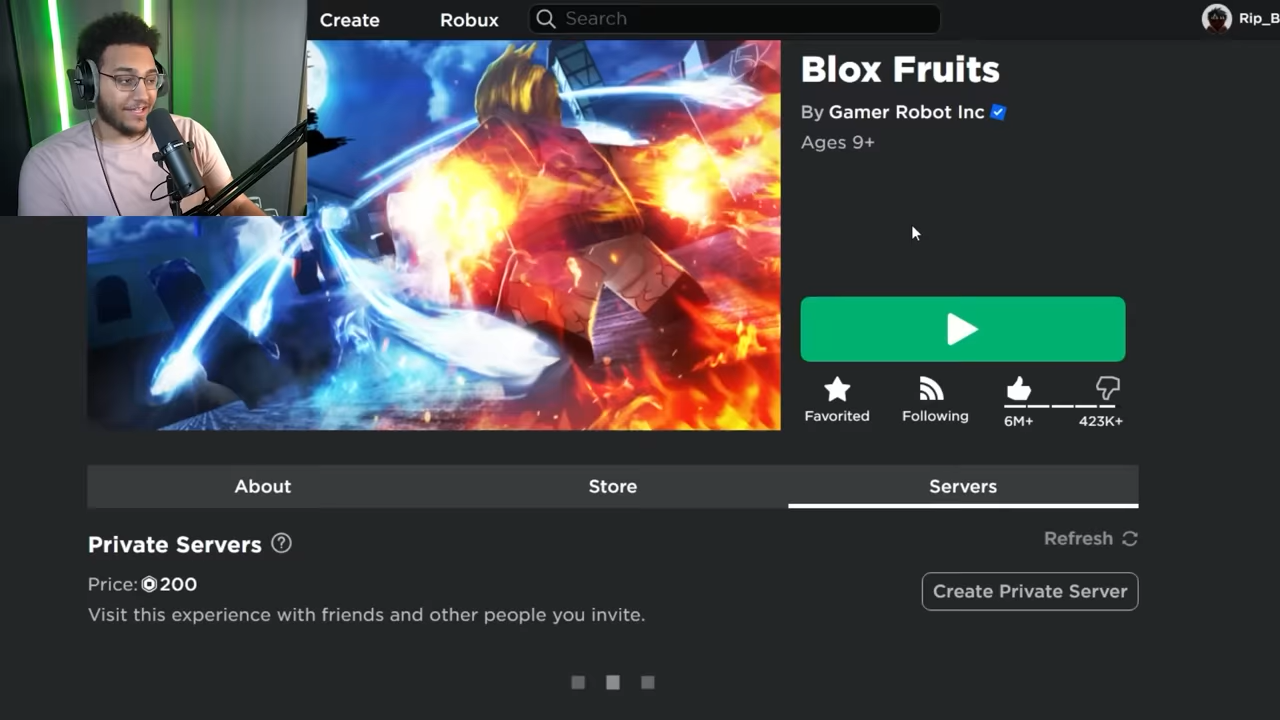 Create Robux Search Rip_B
Blox Fruits
By Gamer Robot Inc
Ages 9+
Favorited Following 6M+ 423K+
About Store Servers
Private Servers
Refresh
Price: 200
Create Private Server
Visit this experience with friends and other people you invite.